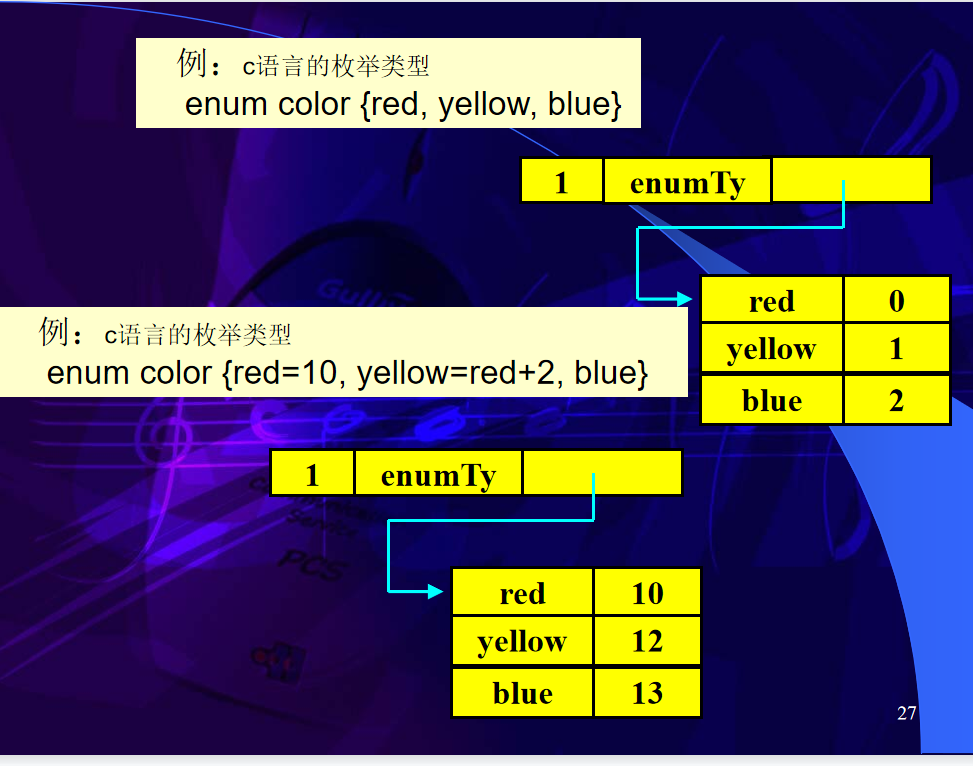 例：c语言的枚举类型
enum color {red, yellow, blue}
1 enumTy
red 0
yellow 1
blue 2
例：c语言的枚举类型
enum color {red=10, yellow=red+2, blue}
1 enumTy
red 10
yellow 12
blue 13
PCS
27